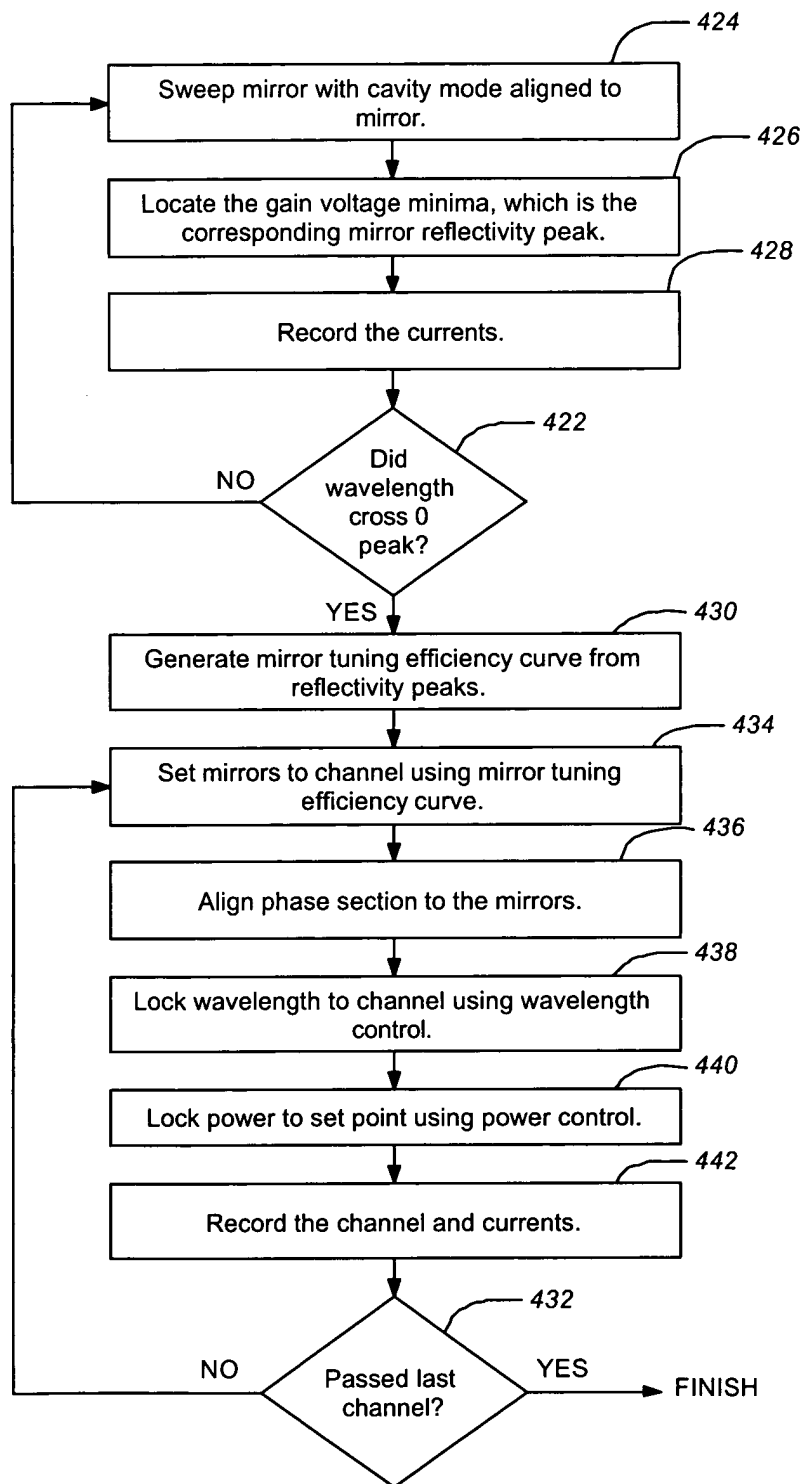 424
Sweep mirror with cavity mode aligned to
mirror.
426
Locate the gain voltage minima, which is the
corresponding mirror reflectivity peak.
428
Record the currents.
422
Did
wavelength
cross 0
peak?
NO
YES
430
Generate mirror tuning efficiency curve from
reflectivity peaks.
434
Set mirrors to channel using mirror tuning
efficiency curve.
436
Align phase section to the mirrors.
438
Lock wavelength to channel using wavelength
control.
440
Lock power to set point using power control.
442
Record the channel and currents.
432
NO
Passed last
channel?
YES
FINISH